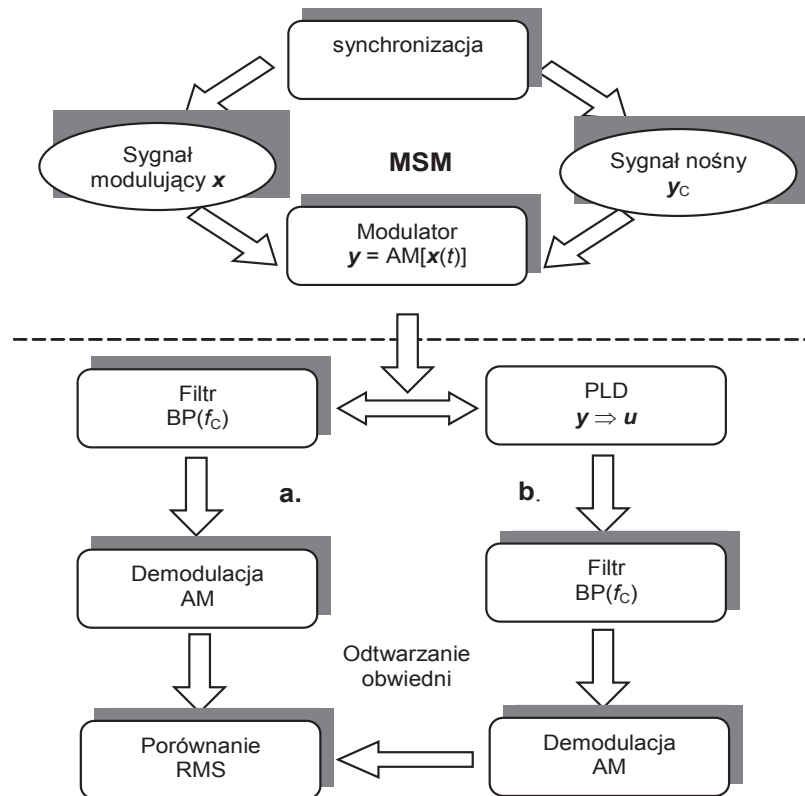 synchronizacja
Sygnał
modulujący x
MSM
Sygnał nośny
yC
Modulator
y = AM[x(t)]
Filtr
BP(fC)
PLD
y ⇒ u
a.
b.
Demodulacja
AM
Filtr
BP(fC)
Odtwarzanie
obwiedni
Porównanie
RMS
Demodulacja
AM